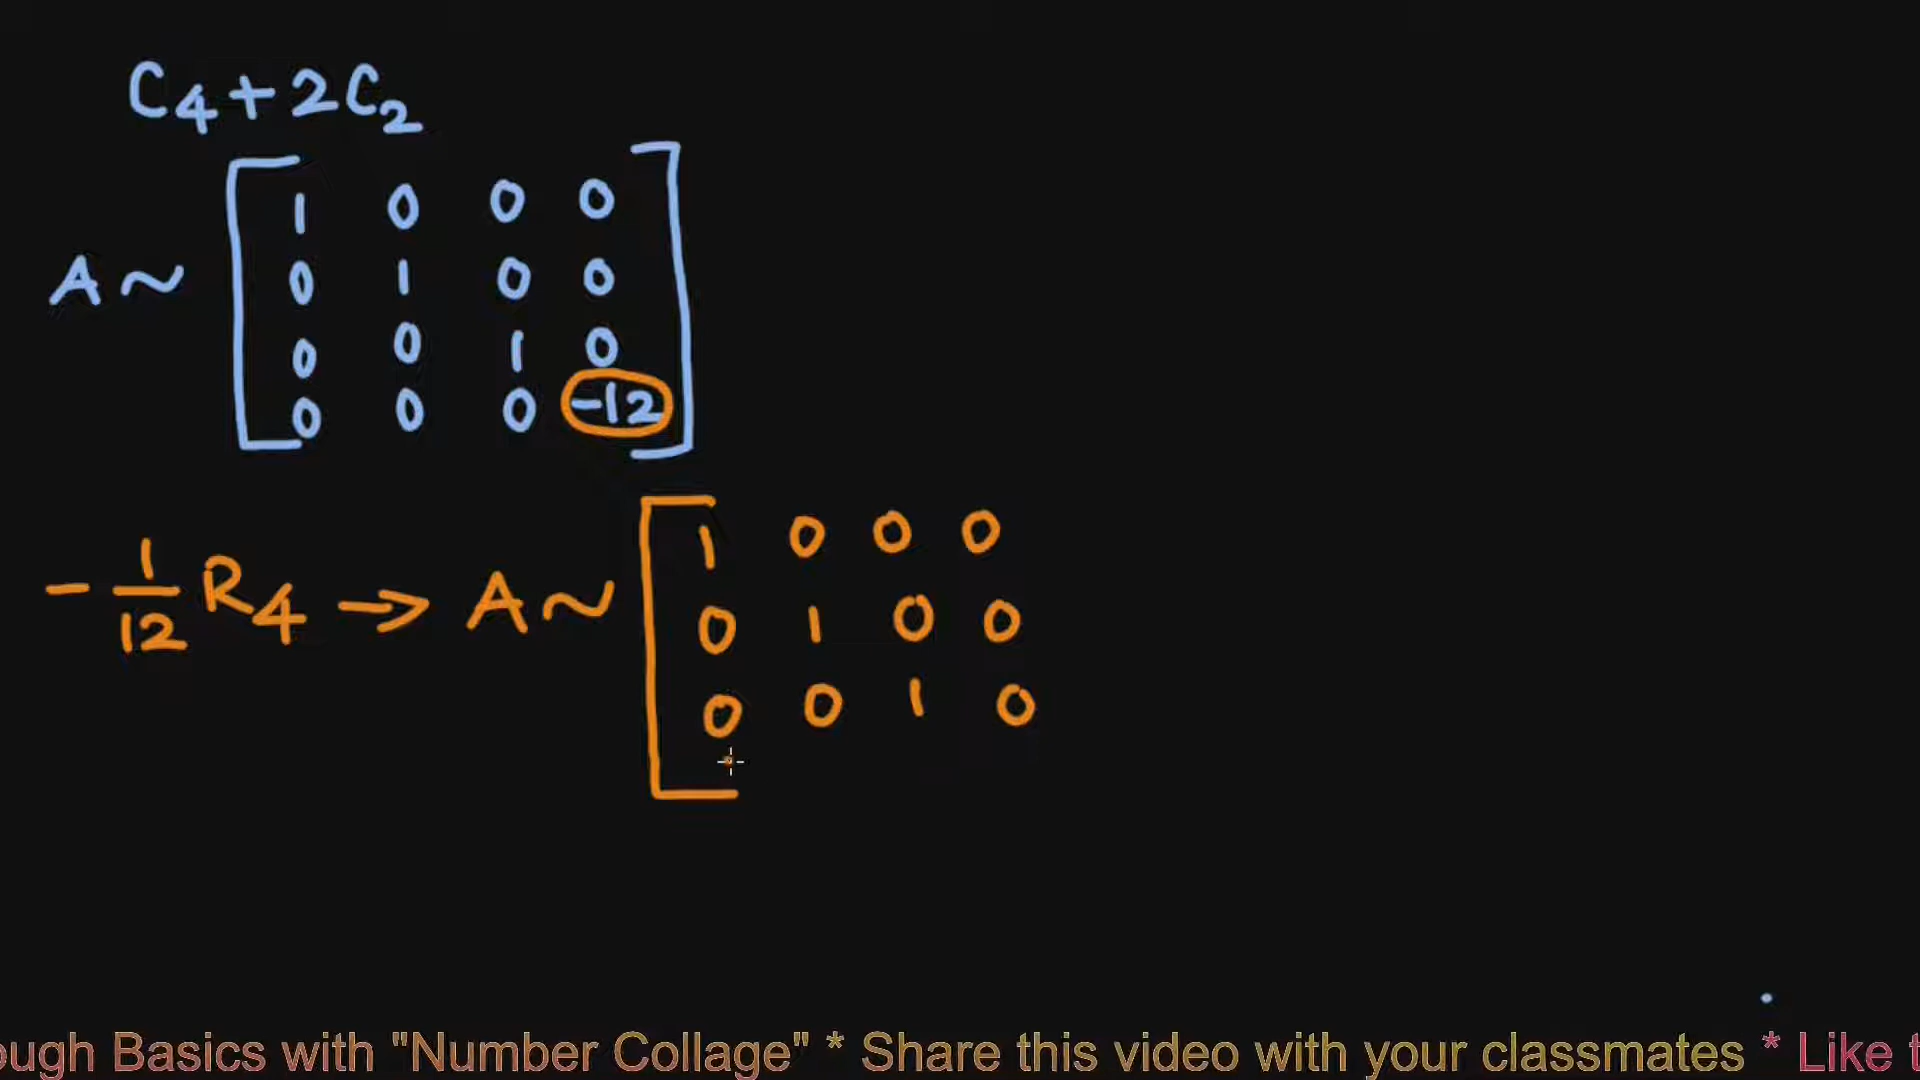 C₄ + 2C₂
A ~ [ 1 0 0 0
0 1 0 0
0 0 1 0
0 0 0 -12 ]
- 1/12 R₄ → A ~ [ 1 0 0 0
0 1 0 0
0 0 1 0
ough Basics with "Number Collage" * Share this video with your classmates * Like t